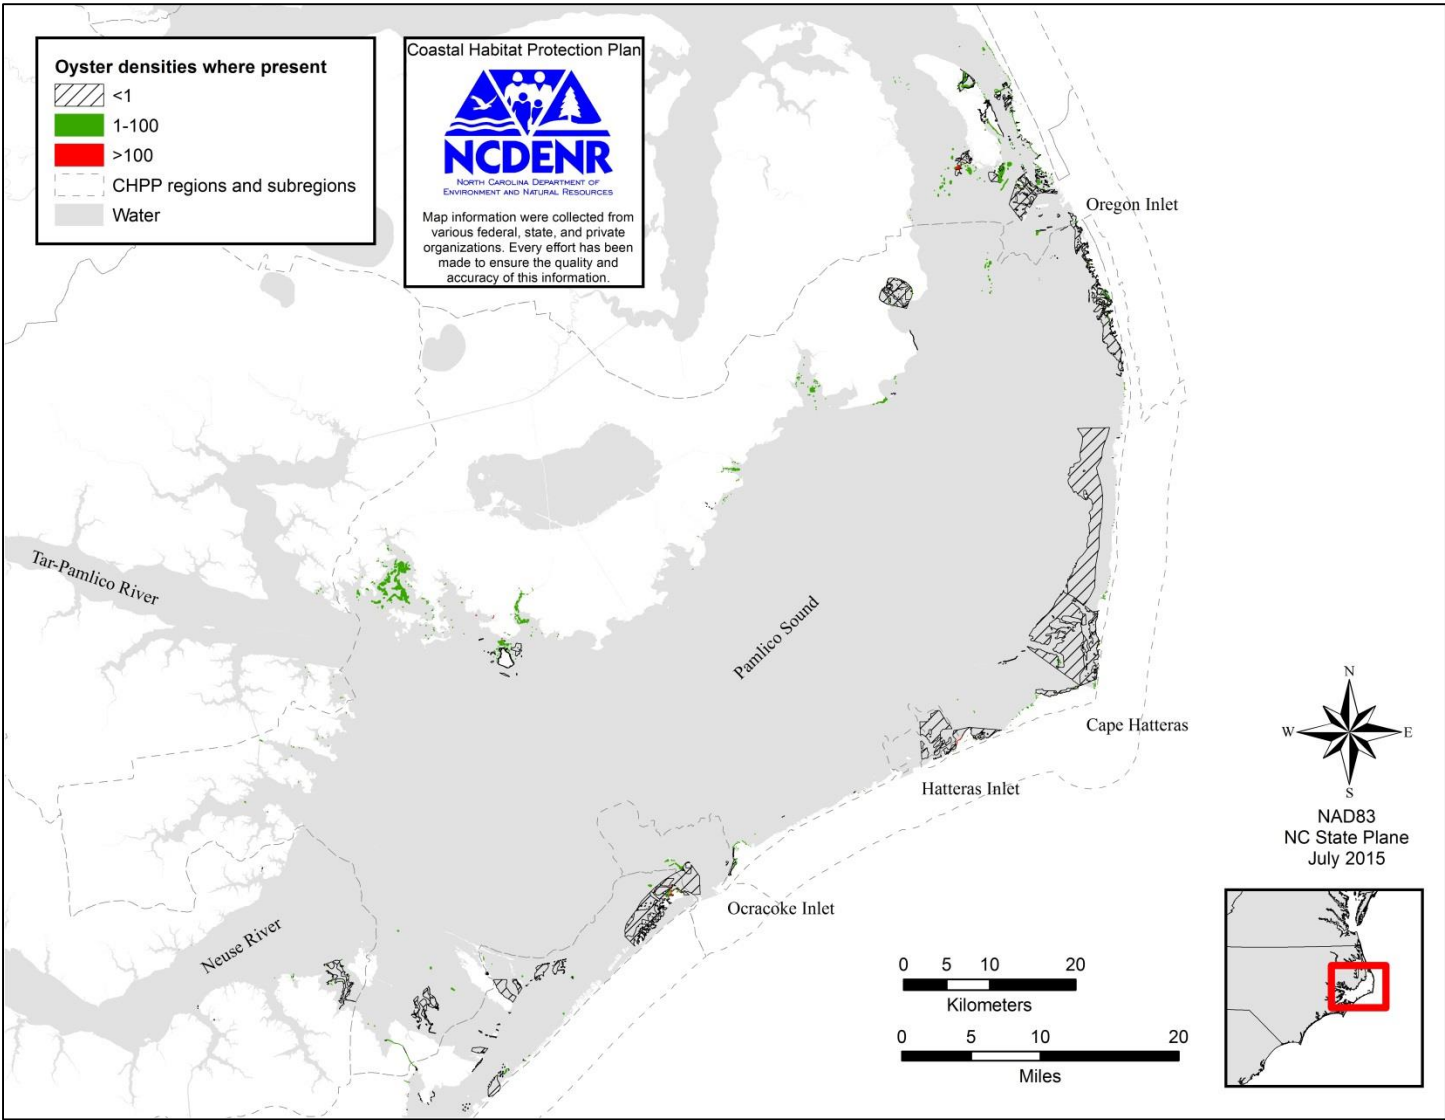 Oyster densities where present
<1
1-100
>100
CHPP regions and subregions
Water
Coastal Habitat Protection Plan
NCDENR
NORTH CAROLINA DEPARTMENT OF
ENVIRONMENT AND NATURAL RESOURCES
Map information were collected from
various federal, state, and private
organizations. Every effort has been
made to ensure the quality and
accuracy of this information.
Oregon Inlet
Tar-Pamlico River
Pamlico Sound
Cape Hatteras
Hatteras Inlet
Ocracoke Inlet
Neuse River
N
W E
S
NAD83
NC State Plane
July 2015
0 5 10 20
Kilometers
0 5 10 20
Miles